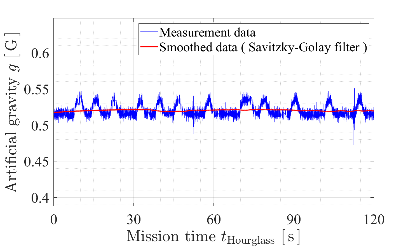 Measurement data
Smoothed data ( Savitzky-Golay filter )
Artificial gravity g [ G ]
0.6
0.55
0.5
0.45
0.4
0 30 60 90 120
Mission time tHourglass [ s ]